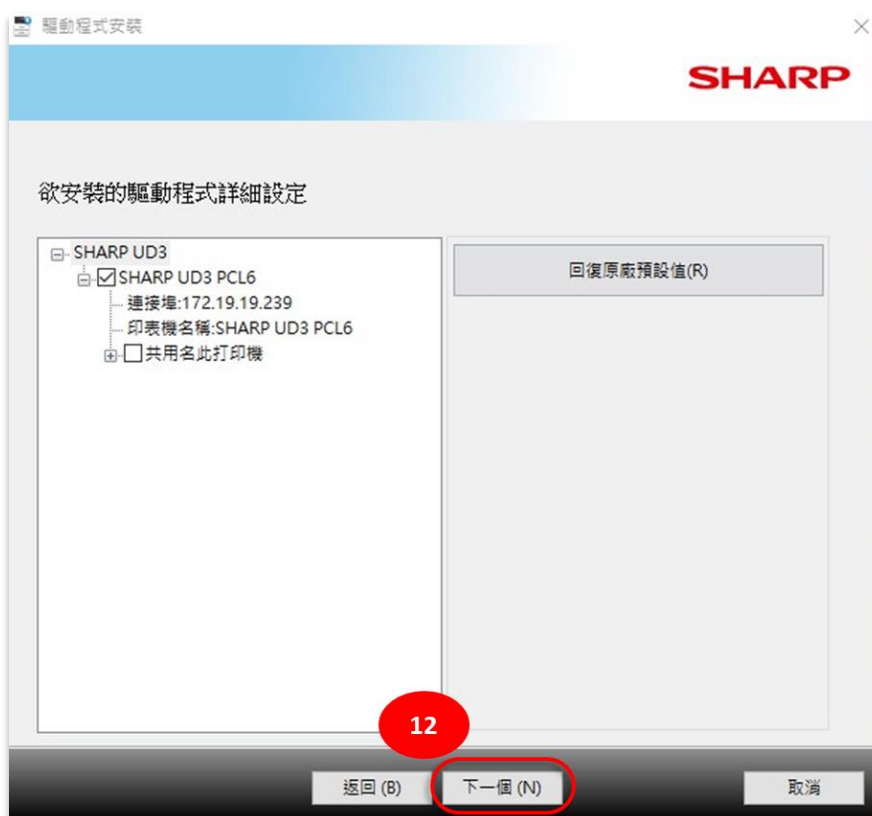 驅動程式安裝
SHARP
欲安裝的驅動程式詳細設定
SHARP UD3
SHARP UD3 PCL6
連接埠:172.19.19.239
印表機名稱:SHARP UD3 PCL6
共用名此打印機
回復原廠預設值(R)
12
返回 (B)
下一個 (N)
取消